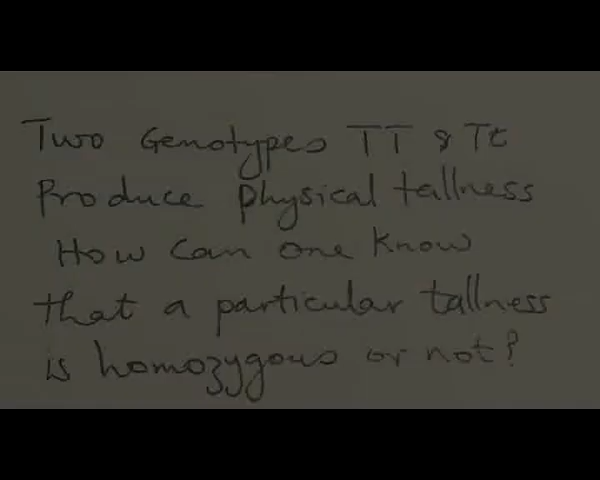 Two Genotypes TT & Tt
Produce physical tallness
How can one know
that a particular tallness
is homozygous or not?